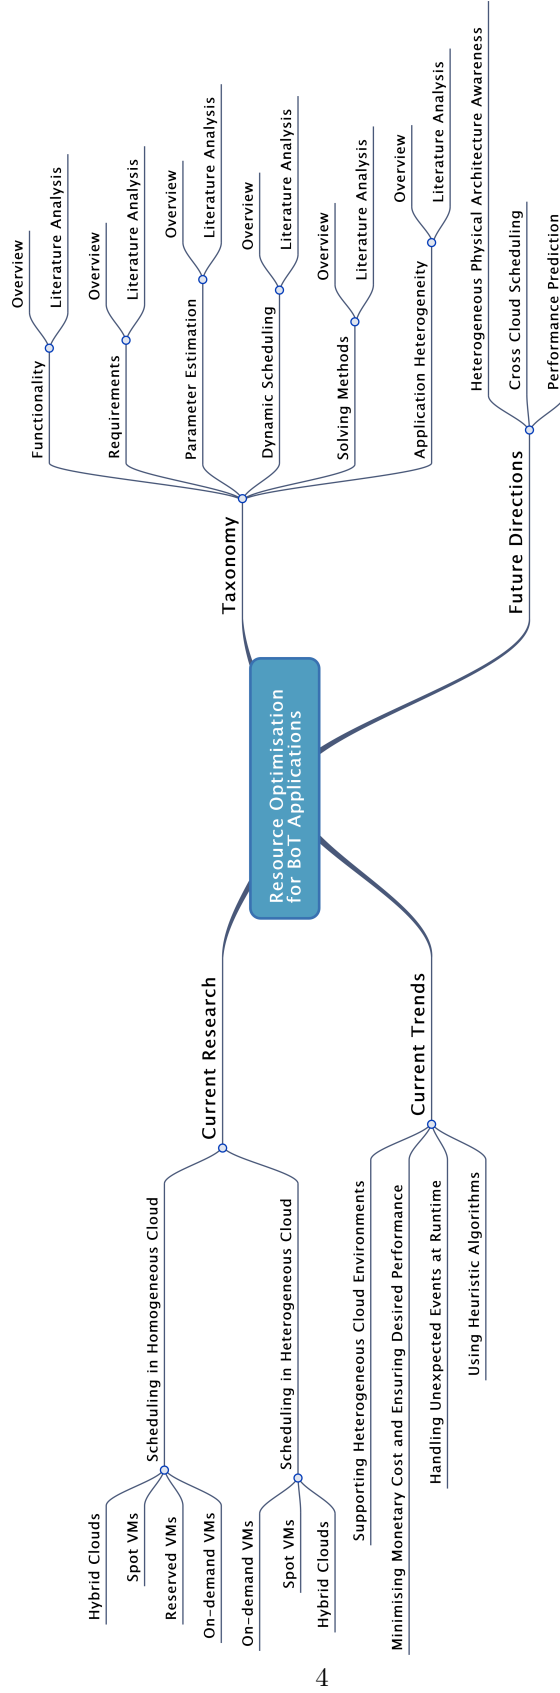 Resource Optimisation
for BoT Applications
Current Research
Scheduling in Homogeneous Cloud
Hybrid Clouds
Spot VMs
Reserved VMs
On-demand VMs
Scheduling in Heterogeneous Cloud
On-demand VMs
Spot VMs
Hybrid Clouds
Current Trends
Supporting Heterogeneous Cloud Environments
Minimising Monetary Cost and Ensuring Desired Performance
Handling Unexpected Events at Runtime
Using Heuristic Algorithms
Taxonomy
Functionality
Overview
Literature Analysis
Requirements
Overview
Literature Analysis
Parameter Estimation
Overview
Literature Analysis
Dynamic Scheduling
Overview
Literature Analysis
Solving Methods
Overview
Literature Analysis
Application Heterogeneity
Overview
Literature Analysis
Future Directions
Heterogeneous Physical Architecture Awareness
Cross Cloud Scheduling
Performance Prediction
4